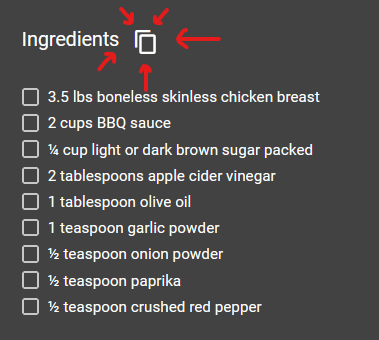 Ingredients
3.5 lbs boneless skinless chicken breast
2 cups BBQ sauce
¼ cup light or dark brown sugar packed
2 tablespoons apple cider vinegar
1 tablespoon olive oil
1 teaspoon garlic powder
½ teaspoon onion powder
½ teaspoon paprika
½ teaspoon crushed red pepper